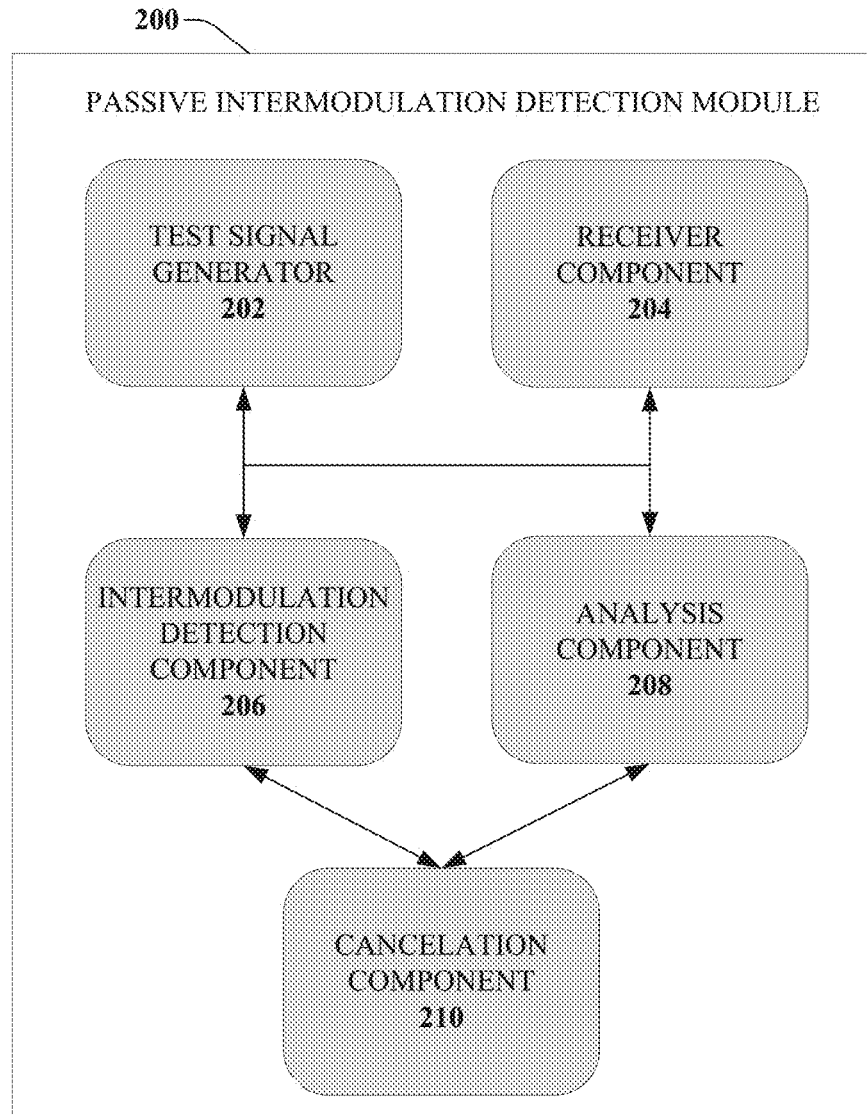 200
PASSIVE INTERMODULATION DETECTION MODULE
TEST SIGNAL
GENERATOR
202
RECEIVER
COMPONENT
204
INTERMODULATION
DETECTION
COMPONENT
206
ANALYSIS
COMPONENT
208
CANCELATION
COMPONENT
210